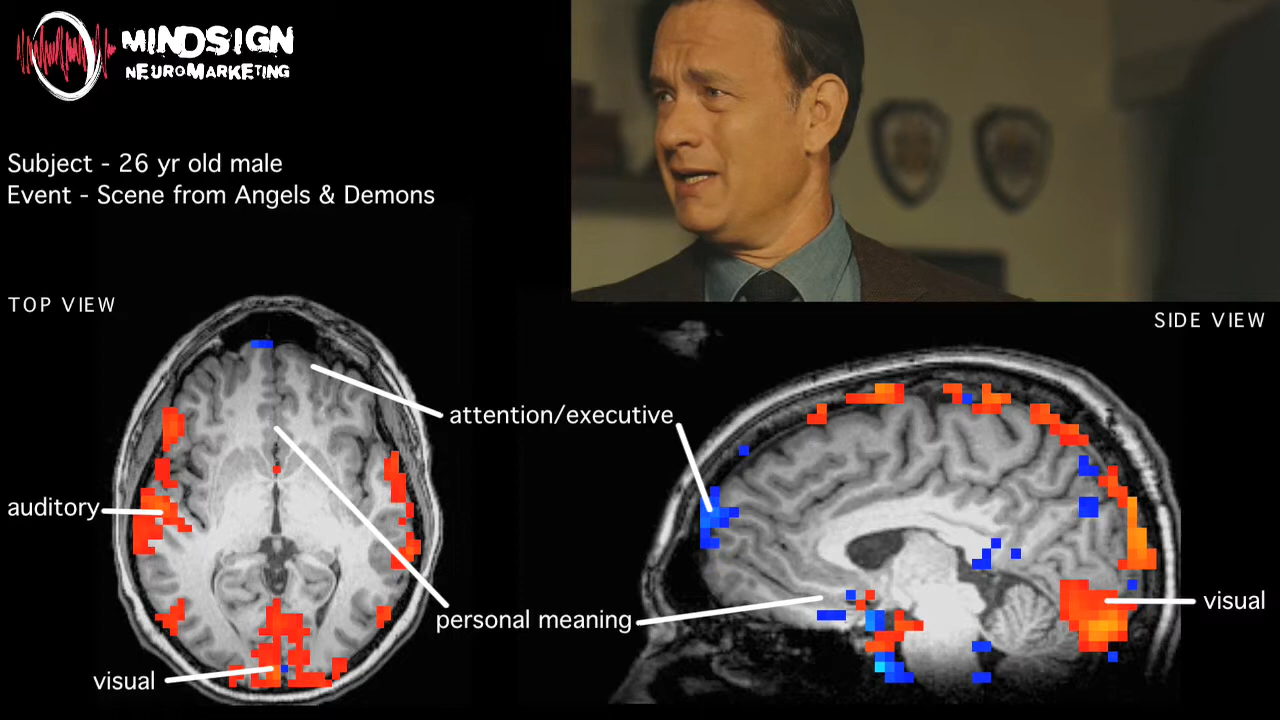 MINDSIGN
NEUROMARKETING
Subject - 26 yr old male
Event - Scene from Angels & Demons
TOP VIEW
SIDE VIEW
attention/executive
auditory
personal meaning
visual
visual